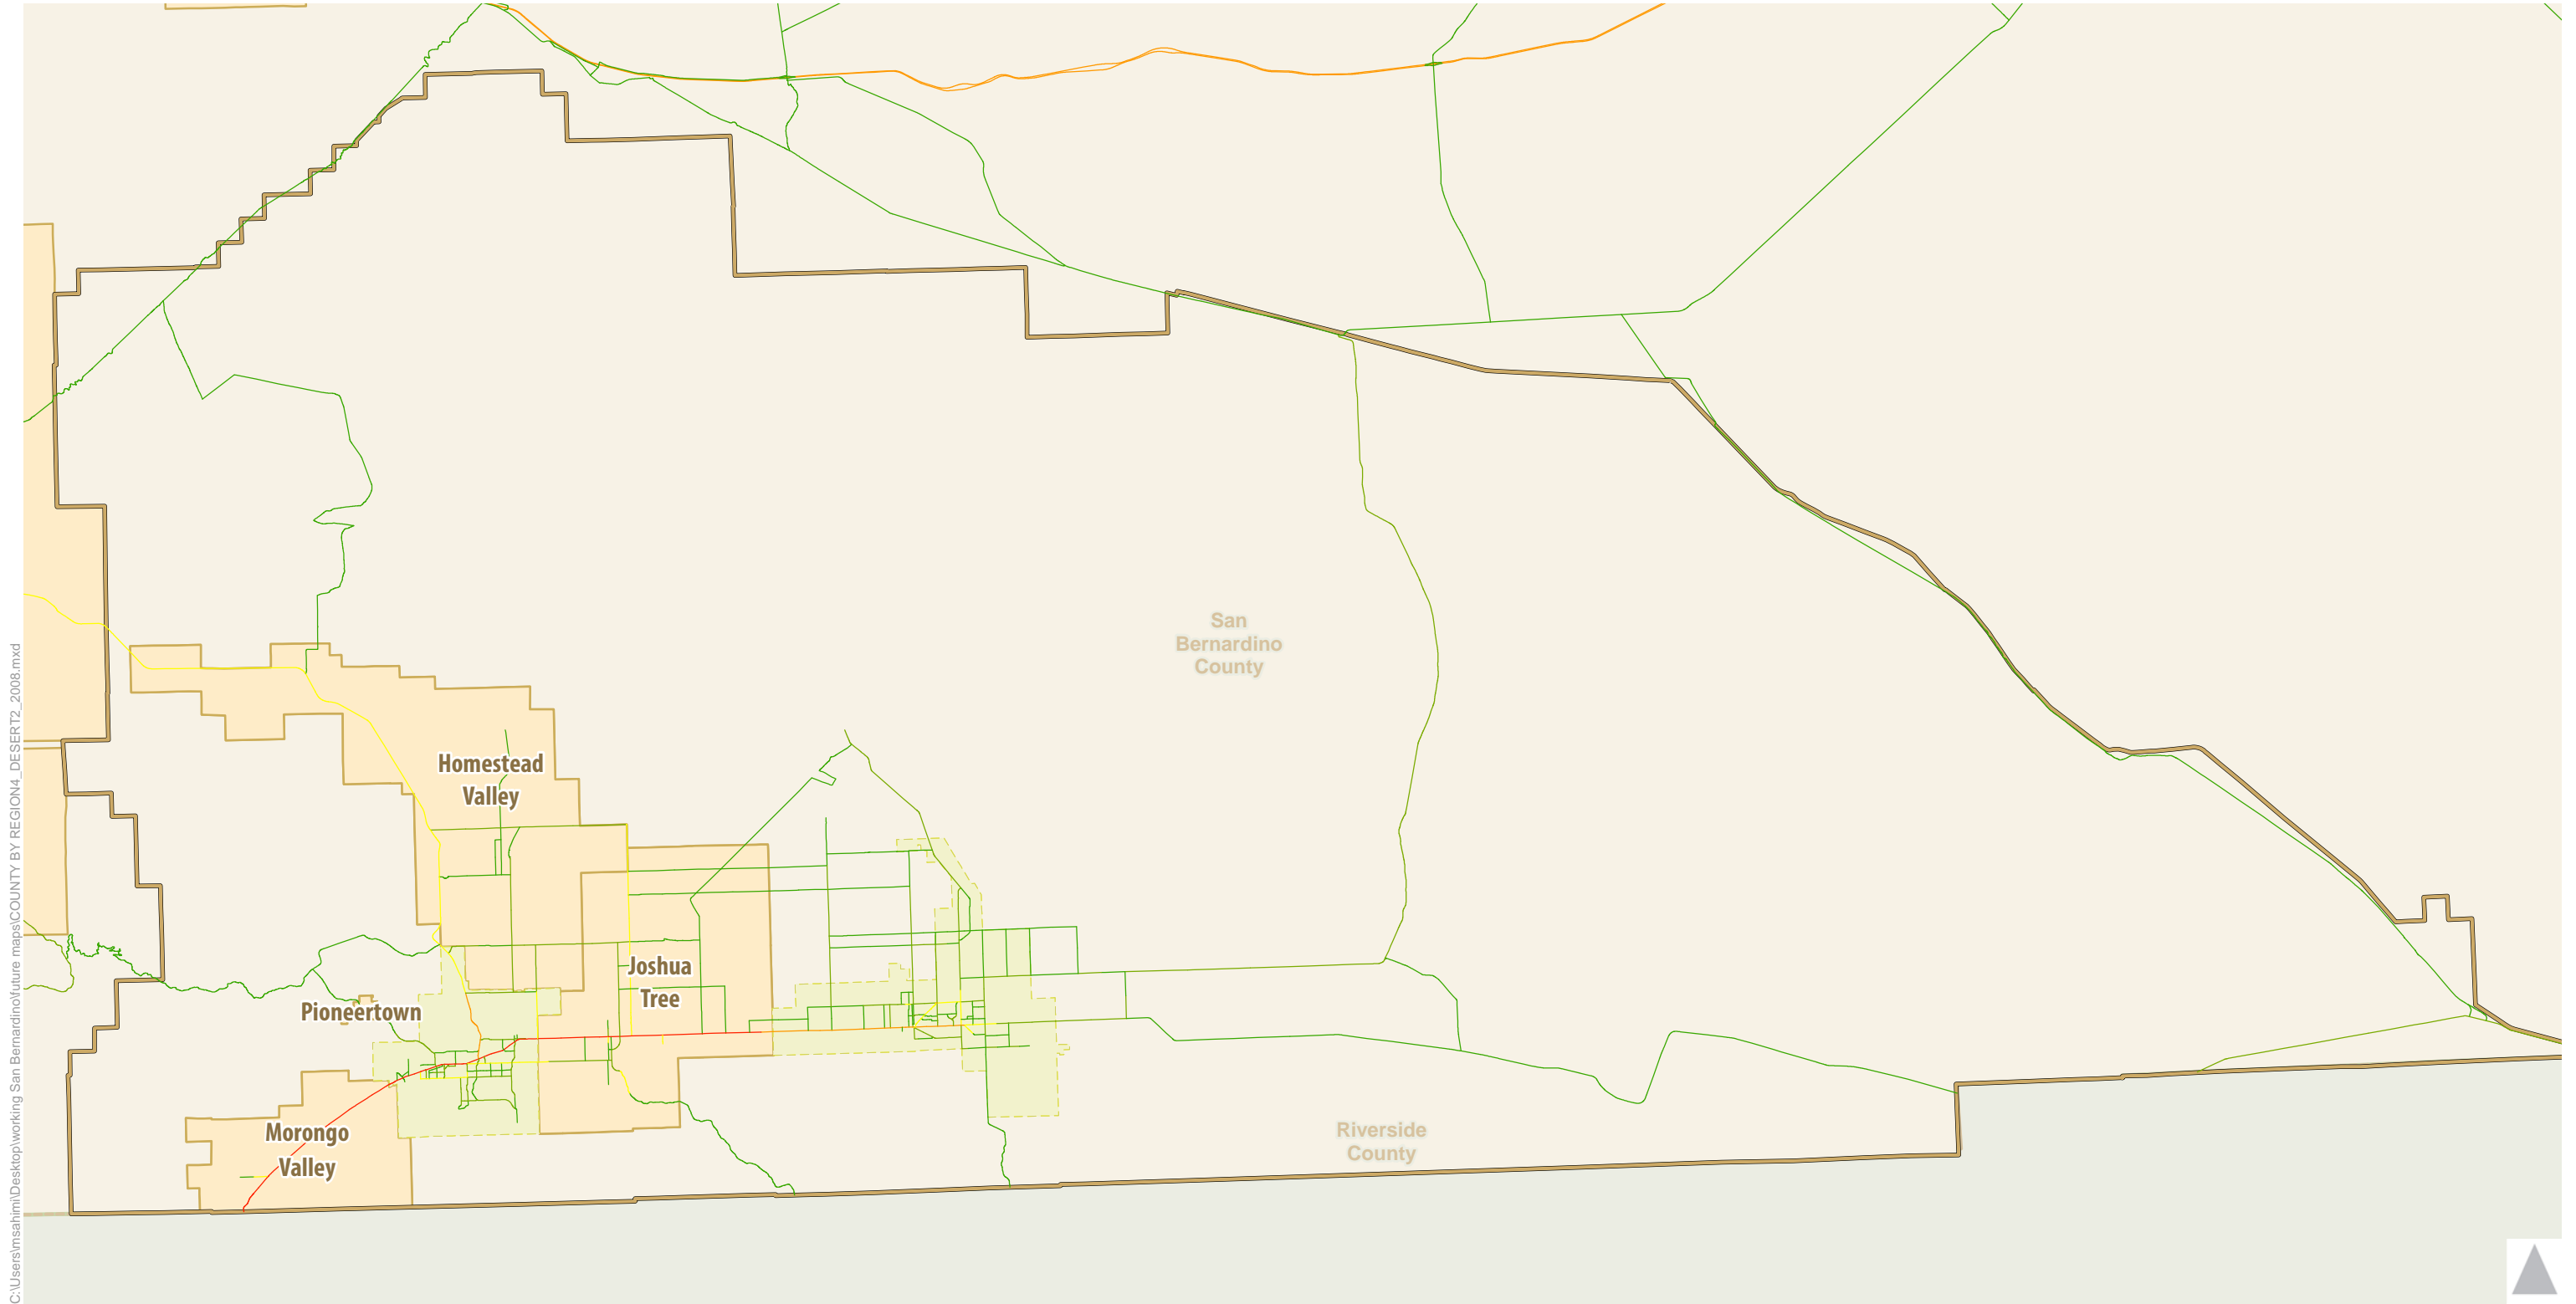 San
Bernardino
County
Homestead
Valley
Joshua
Tree
Pioneertown
Morongo
Valley
Riverside
County
C:\Users\msahimi\Desktop\working San Bernardino\future maps\COUNTY BY REGION4_DESERT2_2008.mxd